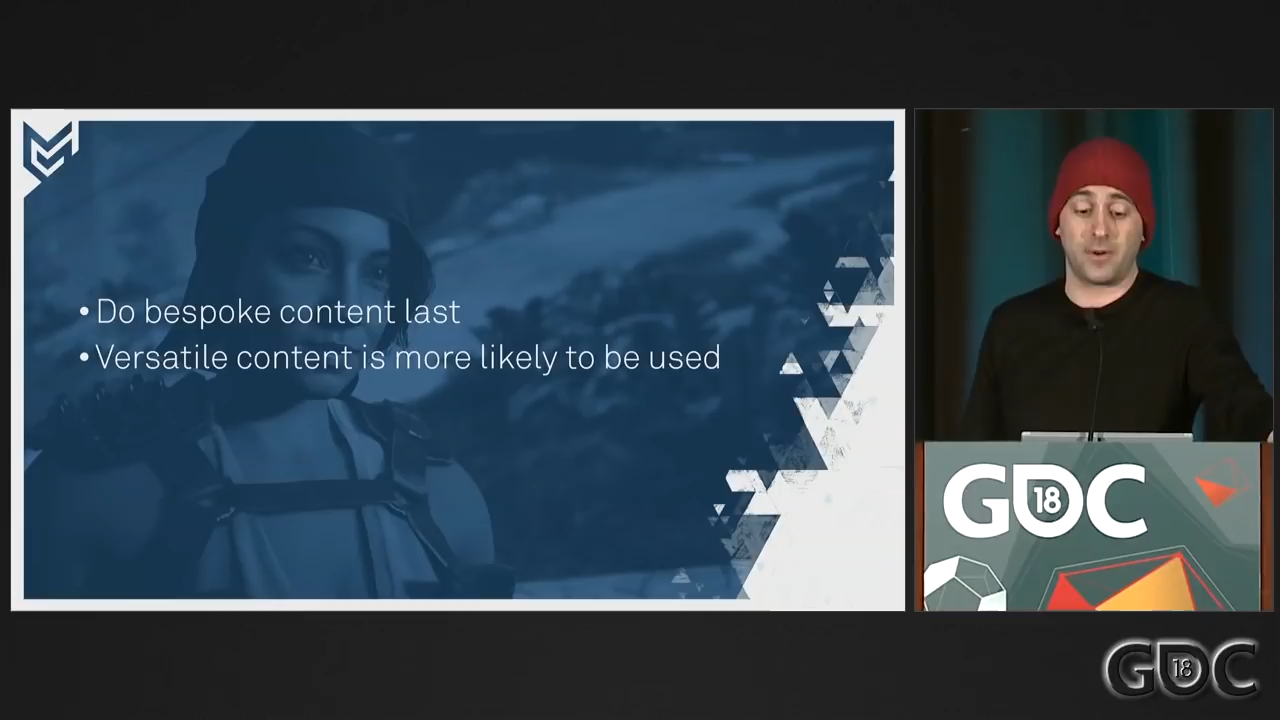 • Do bespoke content last
• Versatile content is more likely to be used
GDC 18
GDC 18